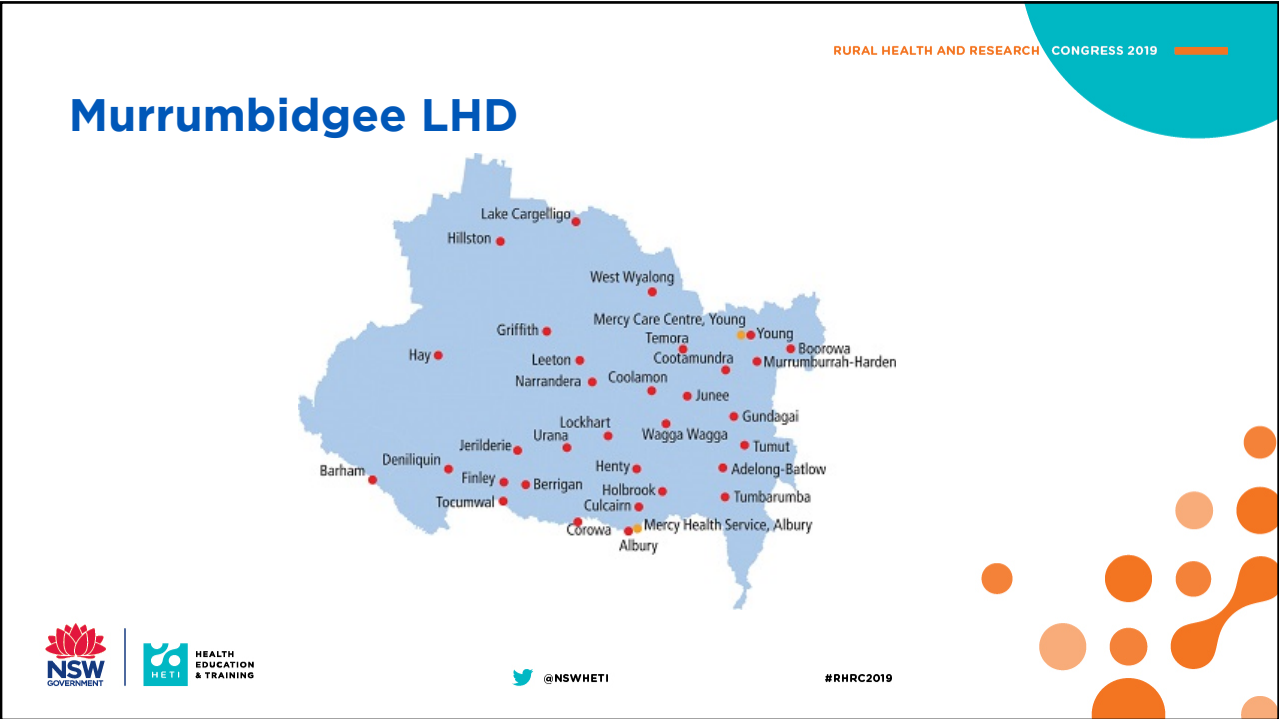 RURAL HEALTH AND RESEARCH CONGRESS 2019
Murrumbidgee LHD
Lake Cargelligo
Hillston
West Wyalong
Mercy Care Centre, Young
Griffith
Young
Temora
Boorowa
Hay
Leeton
Cootamundra
Murrumburrah-Harden
Narrandera
Coolamon
Junee
Gundagai
Lockhart
Urana
Wagga Wagga
Jerilderie
Tumut
Deniliquin
Barham
Henty
Adelong-Batlow
Finley
Berrigan
Holbrook
Tocumwal
Culcairn
Tumbarumba
Corowa
Mercy Health Service, Albury
Albury
NSW
GOVERNMENT
HETI
HEALTH
EDUCATION
& TRAINING
@NSWHETI
#RHRC2019